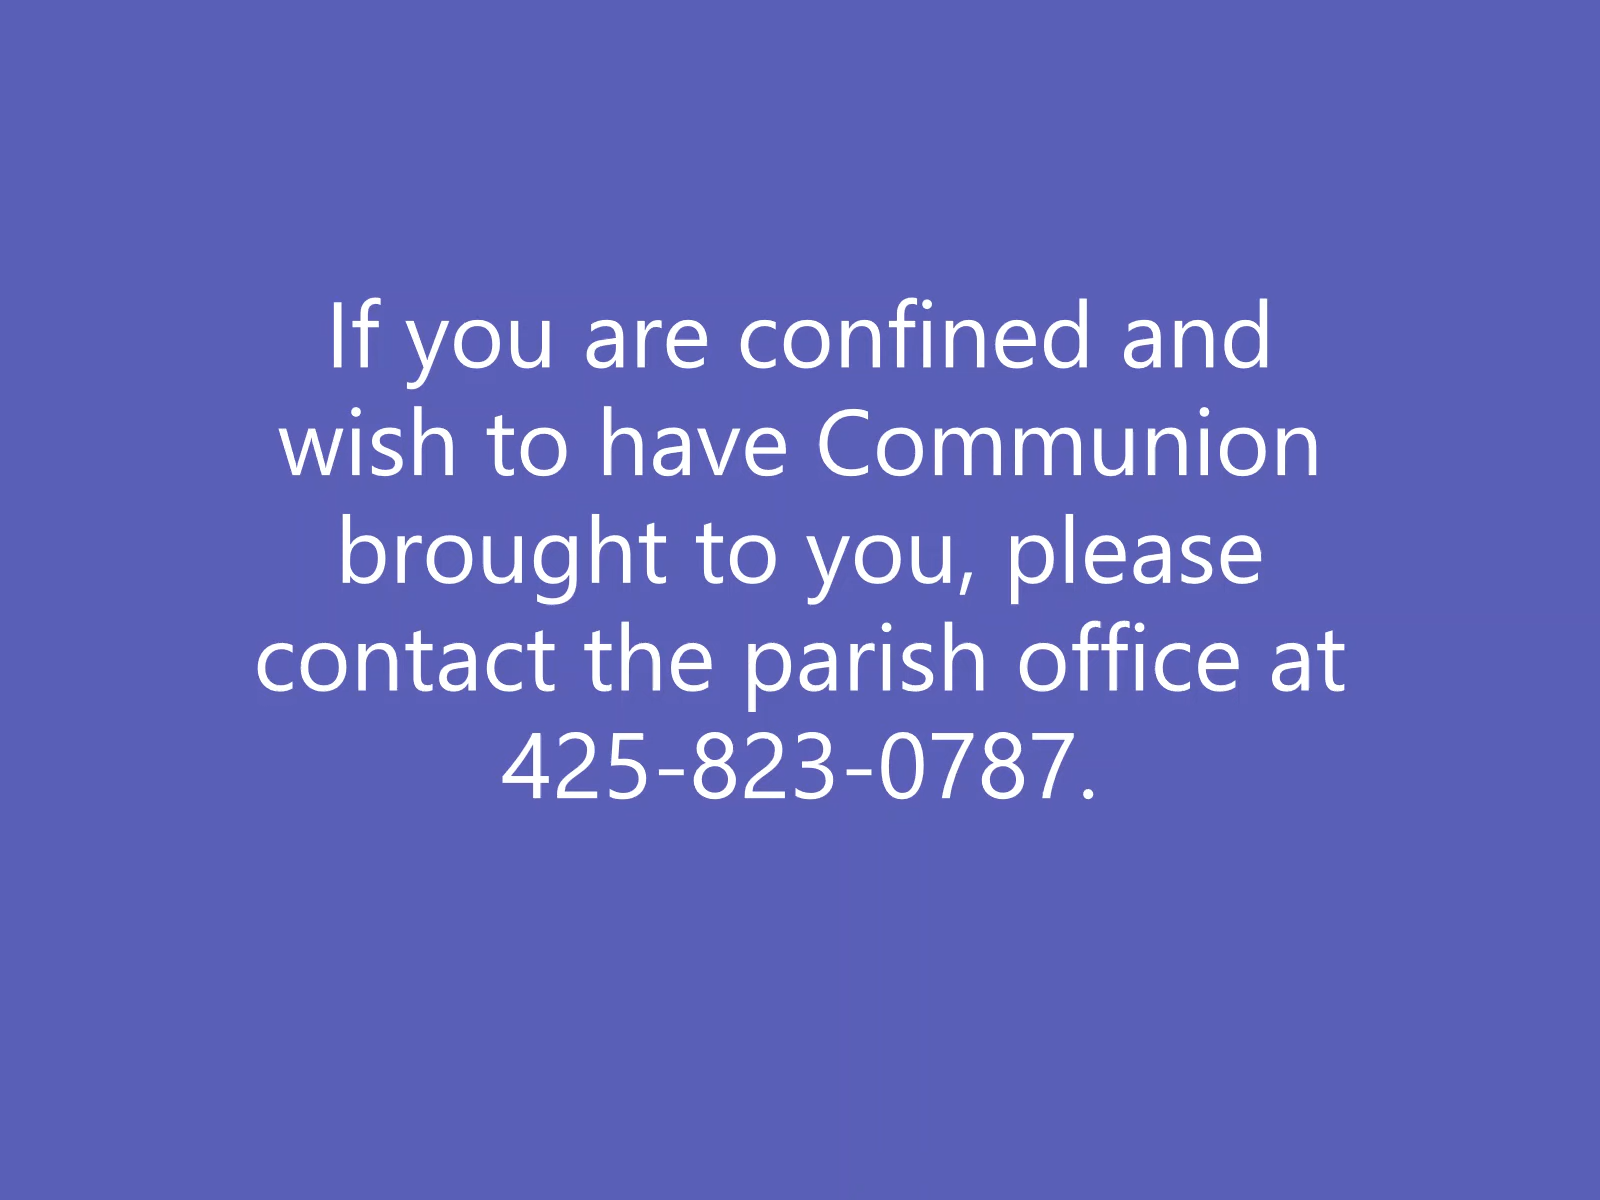 If you are confined and
wish to have Communion
brought to you, please
contact the parish office at
425-823-0787.